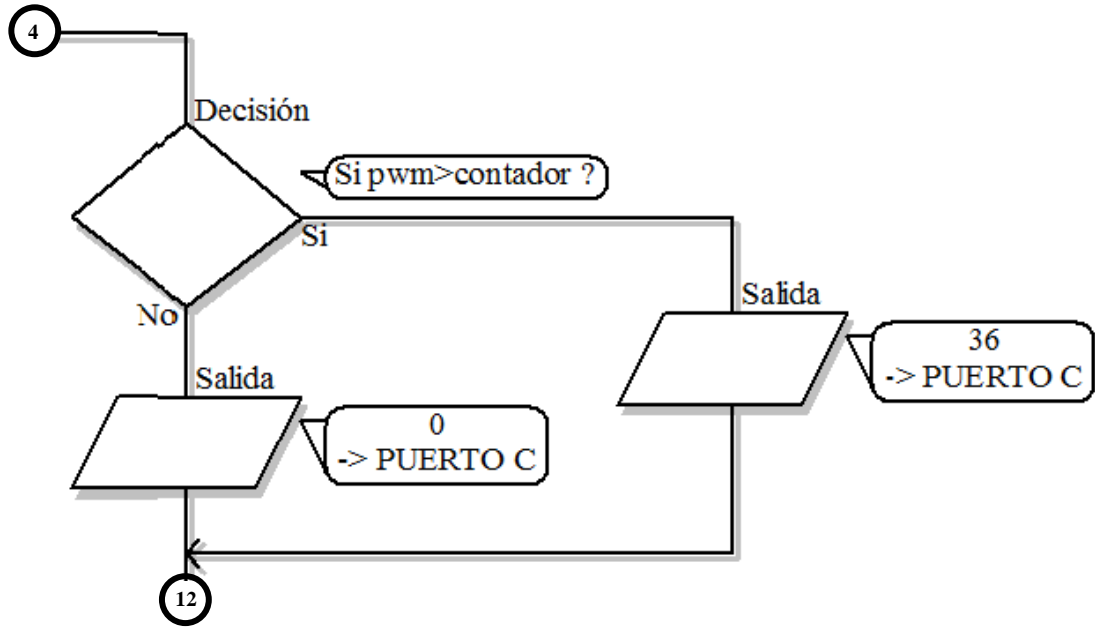 4
Decisión
Si pwm>contador ?
Si
No
Salida
36
-> PUERTO C
Salida
0
-> PUERTO C
12